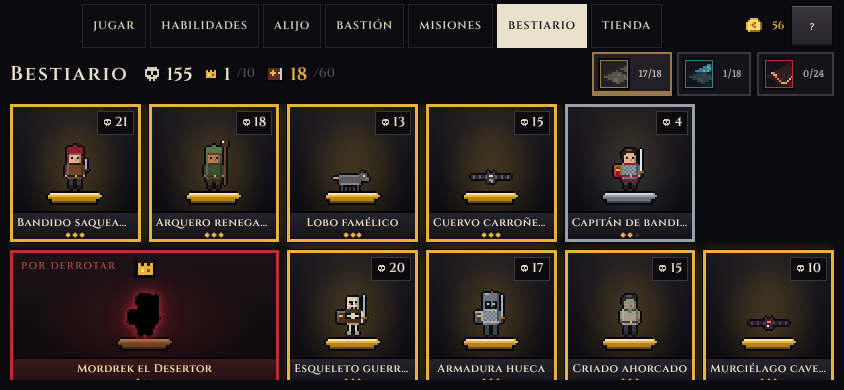 JUGAR HABILIDADES ALIJO BASTIÓN MISIONES BESTIARIO TIENDA 56 ?
BESTIARIO 155 1 /10 18 /60 17/18 1/18 0/24
21 18 13 15 4
BANDIDO SAQUEA... ARQUERO RENEGA... LOBO FAMÉLICO CUERVO CARROÑE... CAPITÁN DE BANDI...
POR DERROTAR 20 17 15 10
MORDREK EL DESERTOR ESQUELETO GUERR... ARMADURA HUECA CRIADO AHORCADO MURCIÉLAGO CAVE...